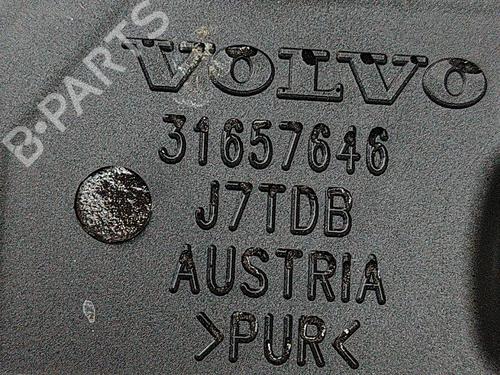 VOLVO
B-PARTS
31657646
J7TDB
AUSTRIA
>PUR<